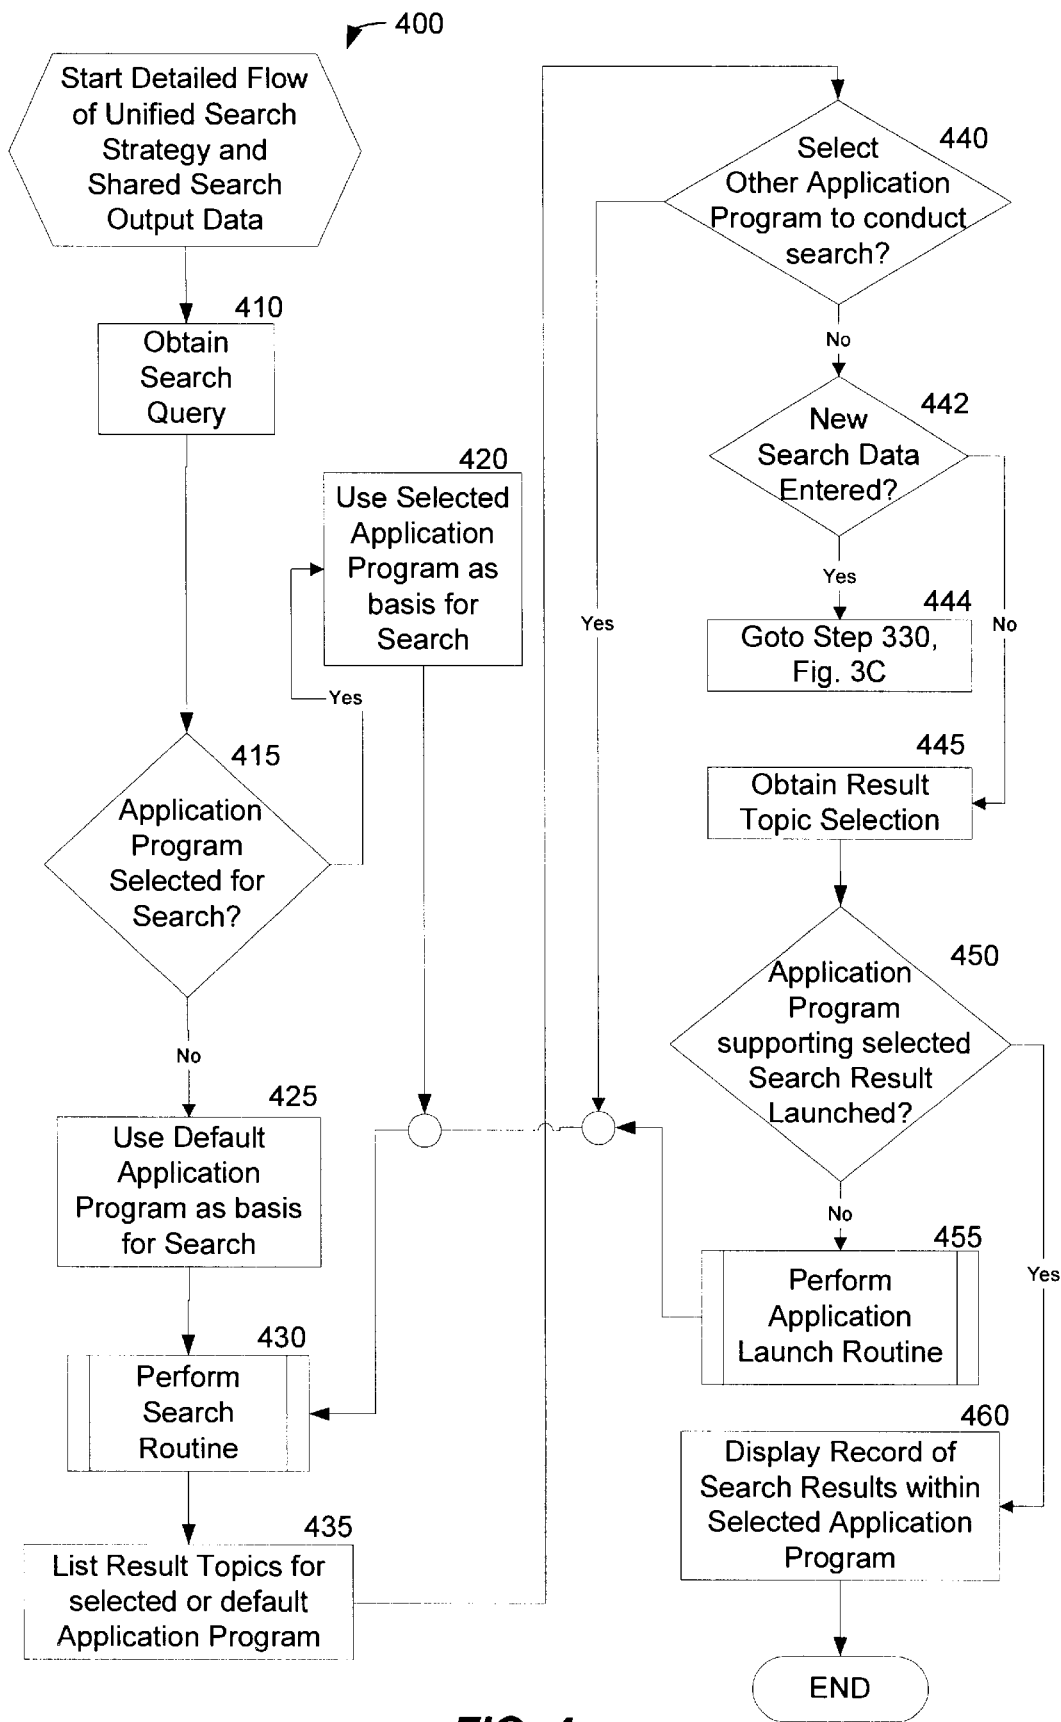 400
Start Detailed Flow
of Unified Search
Strategy and
Shared Search
Output Data
410
Obtain
Search
Query
420
Use Selected
Application
Program as
basis for
Search
Yes
415
Application
Program
Selected for
Search?
No
425
Use Default
Application
Program as basis
for Search
430
Perform
Search
Routine
435
List Result Topics for
selected or default
Application Program
440
Select
Other Application
Program to conduct
search?
Yes
No
442
New
Search Data
Entered?
Yes
No
444
Goto Step 330,
Fig. 3C
445
Obtain Result
Topic Selection
450
Application
Program
supporting selected
Search Result
Launched?
No
Yes
455
Perform
Application
Launch Routine
460
Display Record of
Search Results within
Selected Application
Program
END